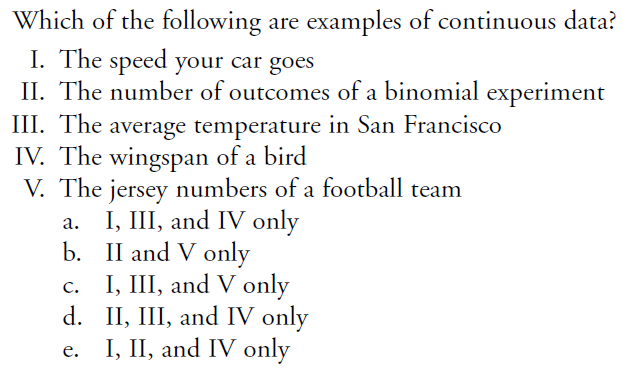 Which of the following are examples of continuous data?
I. The speed your car goes
II. The number of outcomes of a binomial experiment
III. The average temperature in San Francisco
IV. The wingspan of a bird
V. The jersey numbers of a football team
a. I, III, and IV only
b. II and V only
c. I, III, and V only
d. II, III, and IV only
e. I, II, and IV only